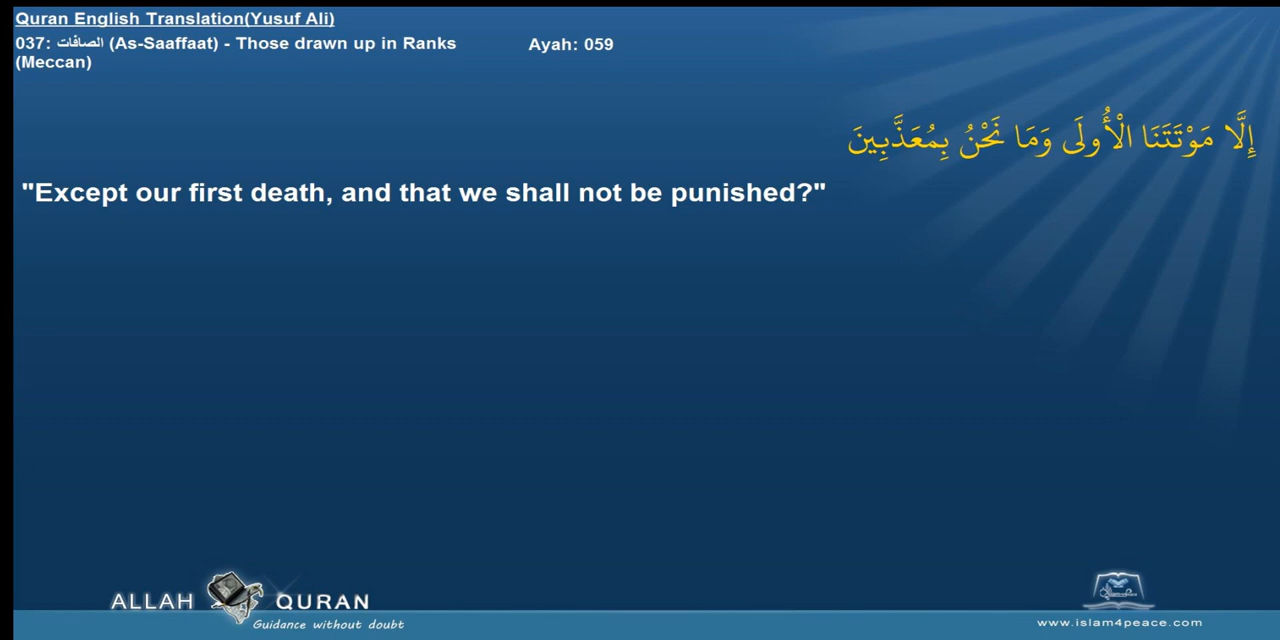 Quran English Translation(Yusuf Ali)
037: الصافات (As-Saaffaat) - Those drawn up in Ranks
(Meccan)
Ayah: 059
إِلَّا مَوْتَتَنَا الْأُولَى وَمَا نَحْنُ بِمُعَذَّبِينَ
"Except our first death, and that we shall not be punished?"
ALLAH QURAN
Guidance without doubt
www.islam4peace.com